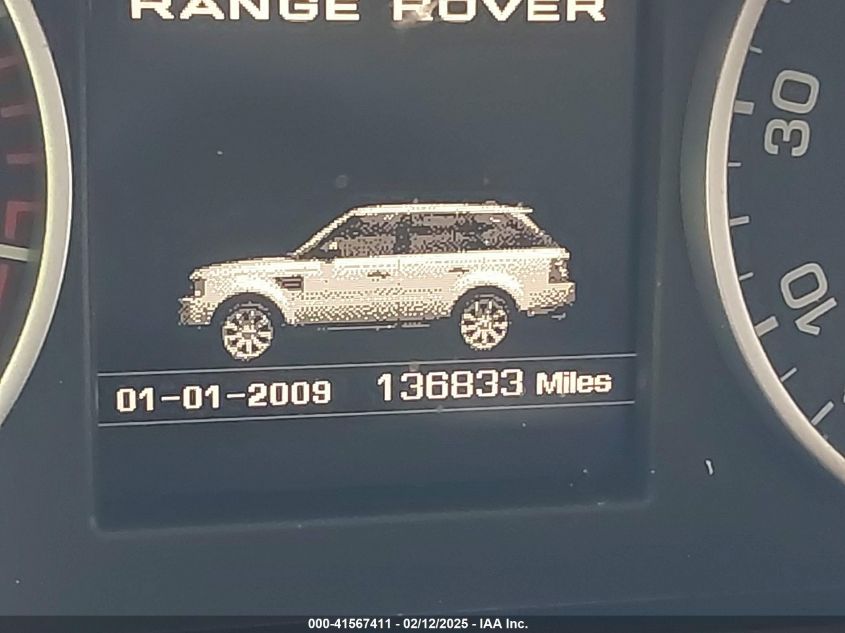 RANGE ROVER
30
10
01-01-2009 136833 Miles
000-41567411 - 02/12/2025 - IAA Inc.